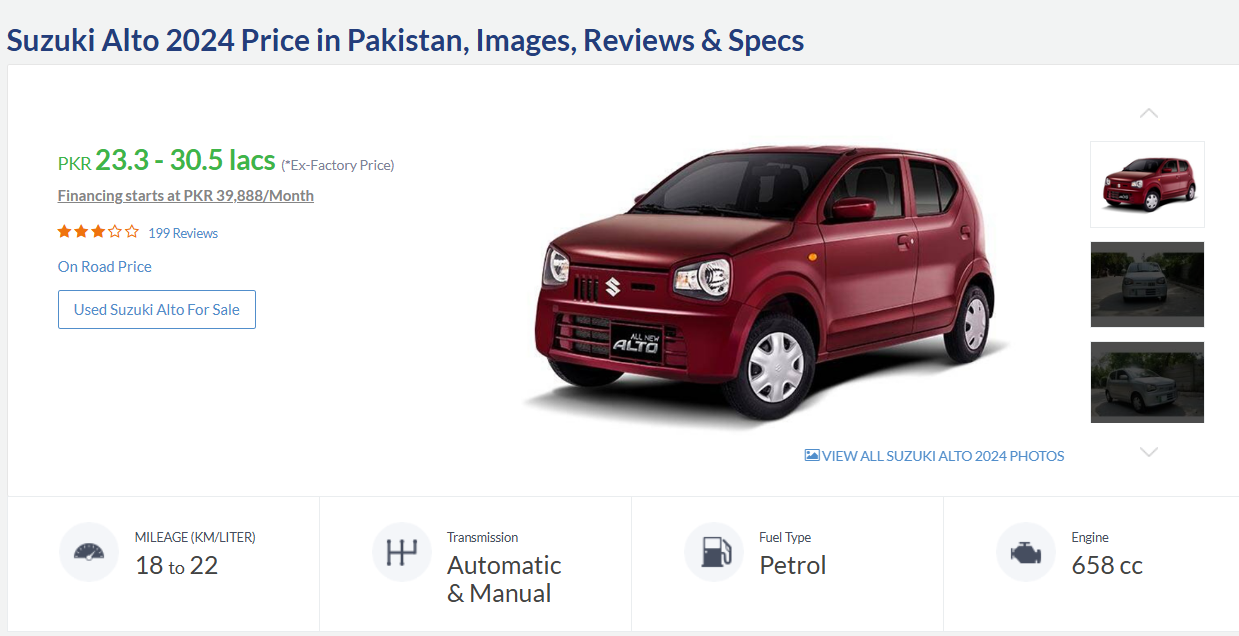 Suzuki Alto 2024 Price in Pakistan, Images, Reviews & Specs
PKR 23.3 - 30.5 lacs (*Ex-Factory Price)
Financing starts at PKR 39,888/Month
199 Reviews
On Road Price
Used Suzuki Alto For Sale
ALL NEW
ALTO
VIEW ALL SUZUKI ALTO 2024 PHOTOS
MILEAGE (KM/LITER)
18 to 22
Transmission
Automatic
& Manual
Fuel Type
Petrol
Engine
658 cc